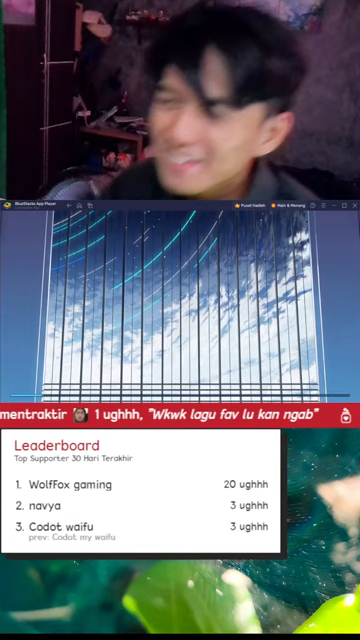 BlueStacks App Player
Pusat Hadiah
Main & Menang
mentraktir 1 ughhh, "Wkwk lagu fav lu kan ngab"
Leaderboard
Top Supporter 30 Hari Terakhir
1. WolfFox gaming 20 ughhh
2. navya 3 ughhh
3. Codot waifu 3 ughhh
prev: Codot my waifu